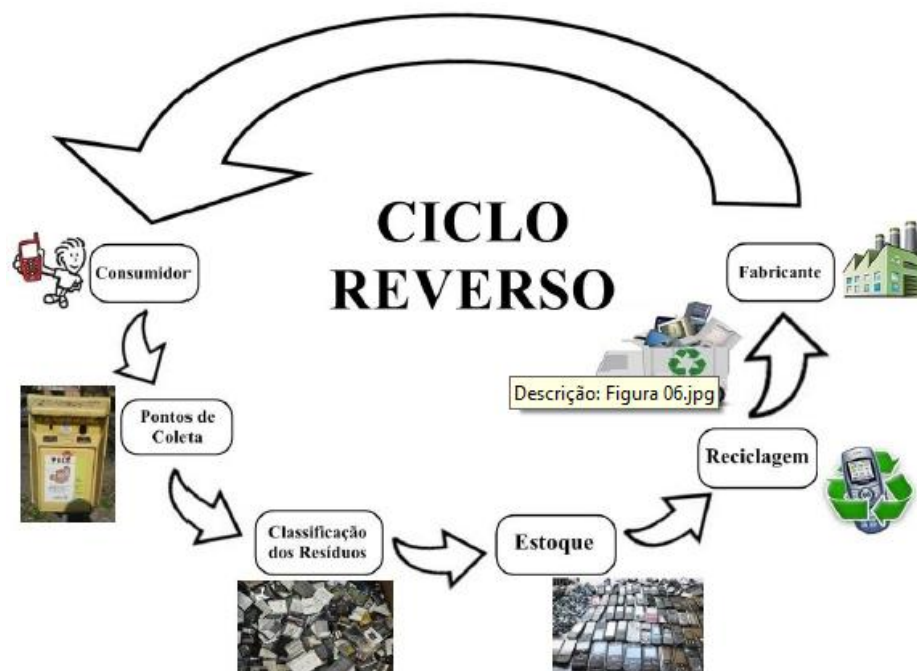 CICLO
REVERSO
Consumidor
Pontos de
Coleta
Classificação
dos Resíduos
Estoque
Reciclagem
Fabricante
Descrição: Figura 06.jpg